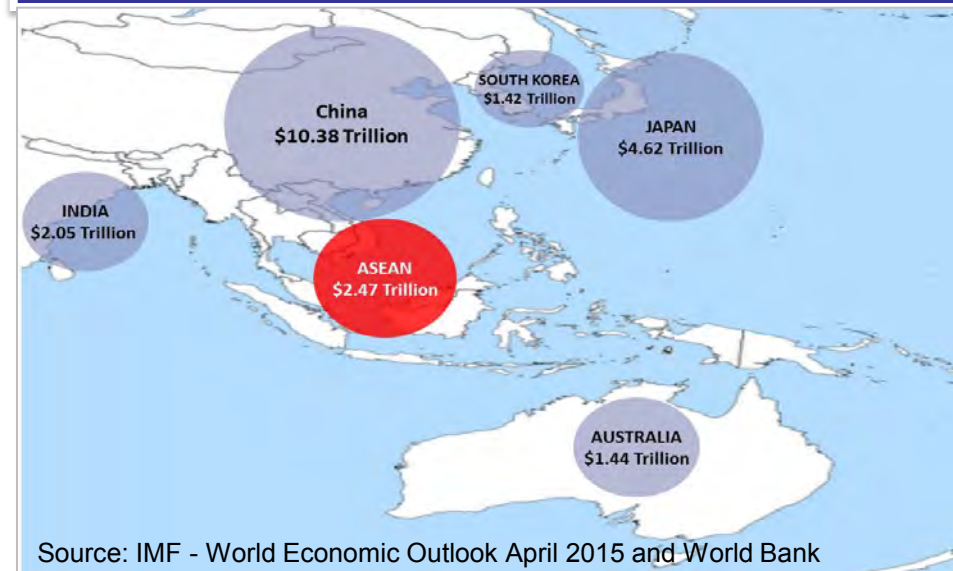 SOUTH KOREA
$1.42 Trillion
China
$10.38 Trillion
JAPAN
$4.62 Trillion
INDIA
$2.05 Trillion
ASEAN
$2.47 Trillion
AUSTRALIA
$1.44 Trillion
Source: IMF - World Economic Outlook April 2015 and World Bank